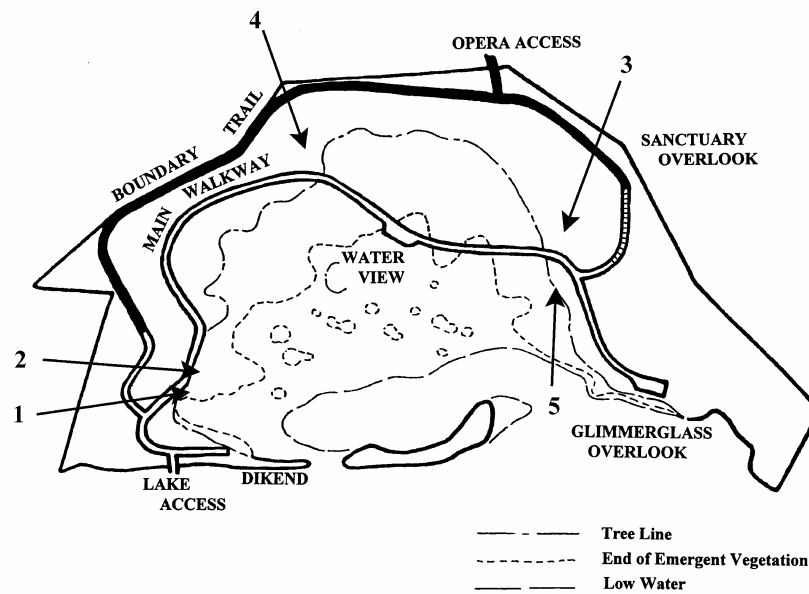 4
OPERA ACCESS
3
SANCTUARY
OVERLOOK
BOUNDARY TRAIL
MAIN WALKWAY
WATER
VIEW
2
1
5
GLIMMERGLASS
OVERLOOK
LAKE
ACCESS
DIKEND
Tree Line
End of Emergent Vegetation
Low Water